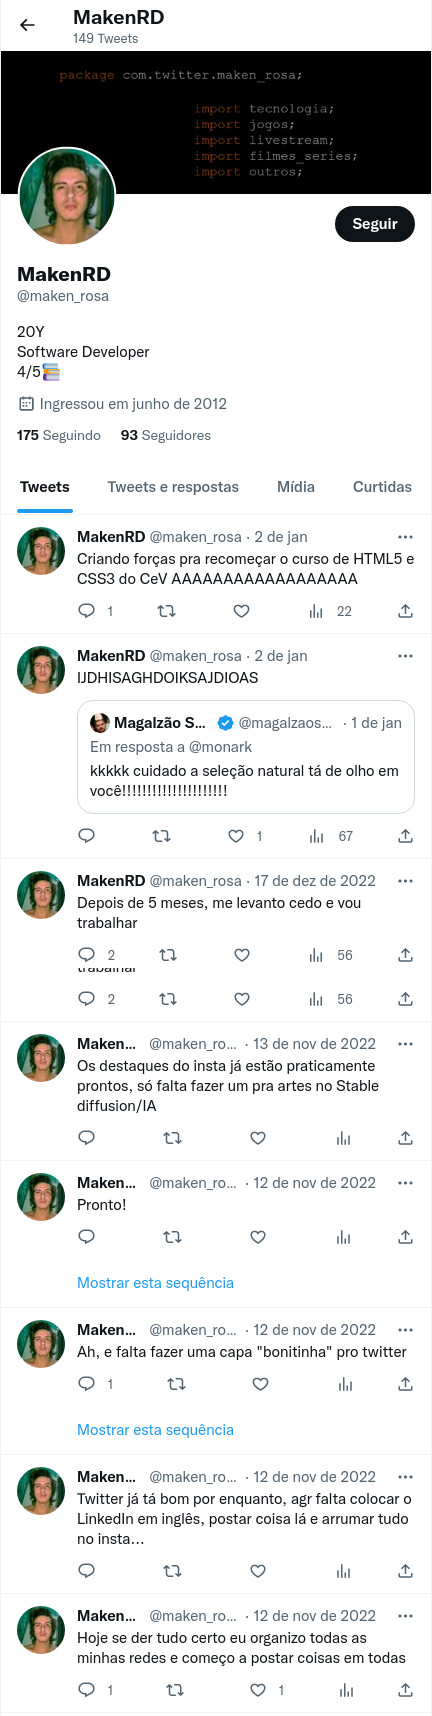 MakenRD
149 Tweets
package com.twitter.maken_rosa;
import tecnologia;
import jogos;
import livestream;
import filmes_series;
import outros;
Seguir
MakenRD
@maken_rosa
20Y
Software Developer
4/5📚
Ingressou em junho de 2012
175 Seguindo 93 Seguidores
Tweets Tweets e respostas Mídia Curtidas
MakenRD @maken_rosa · 2 de jan
Criando forças pra recomeçar o curso de HTML5 e
CSS3 do CeV AAAAAAAAAAAAAAAAAA
1 22
MakenRD @maken_rosa · 2 de jan
IJDHISAGHDOIKSAJDIOAS
Magalzão S... @magalzaos... · 1 de jan
Em resposta a @monark
kkkkk cuidado a seleção natural tá de olho em
você!!!!!!!!!!!!!!!!!!!!!
1 67
MakenRD @maken_rosa · 17 de dez de 2022
Depois de 5 meses, me levanto cedo e vou
trabalhar
2 56
trabalhar
2 56
Maken... @maken_ro... · 13 de nov de 2022
Os destaques do insta já estão praticamente
prontos, só falta fazer um pra artes no Stable
diffusion/IA
Maken... @maken_ro... · 12 de nov de 2022
Pronto!
Mostrar esta sequência
Maken... @maken_ro... · 12 de nov de 2022
Ah, e falta fazer uma capa "bonitinha" pro twitter
1
Mostrar esta sequência
Maken... @maken_ro... · 12 de nov de 2022
Twitter já tá bom por enquanto, agr falta colocar o
LinkedIn em inglês, postar coisa lá e arrumar tudo
no insta...
Maken... @maken_ro... · 12 de nov de 2022
Hoje se der tudo certo eu organizo todas as
minhas redes e começo a postar coisas em todas
1 1